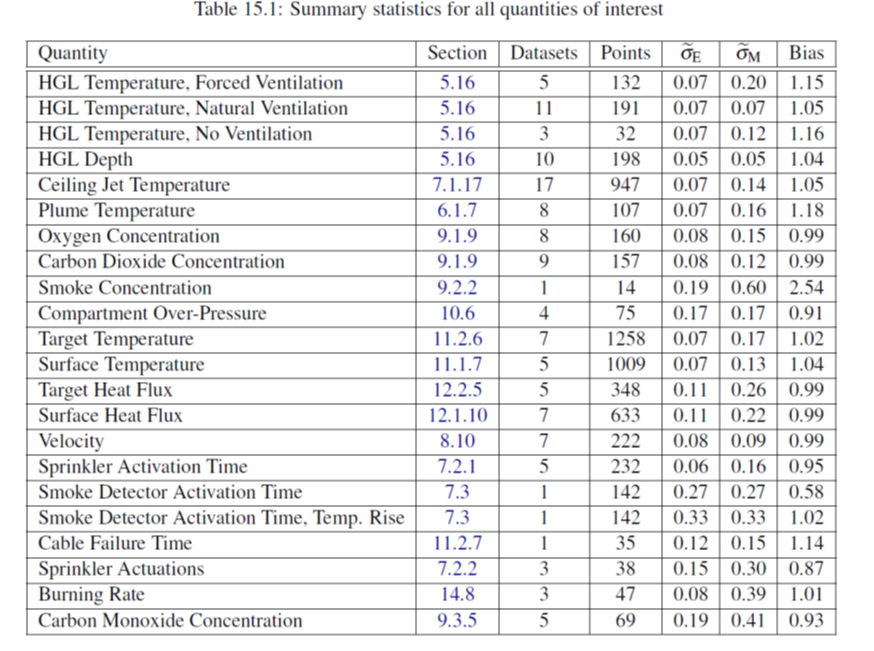 Table 15.1: Summary statistics for all quantities of interest
Quantity Section Datasets Points σ̃E σ̃M Bias
HGL Temperature, Forced Ventilation 5.16 5 132 0.07 0.20 1.15
HGL Temperature, Natural Ventilation 5.16 11 191 0.07 0.07 1.05
HGL Temperature, No Ventilation 5.16 3 32 0.07 0.12 1.16
HGL Depth 5.16 10 198 0.05 0.05 1.04
Ceiling Jet Temperature 7.1.17 17 947 0.07 0.14 1.05
Plume Temperature 6.1.7 8 107 0.07 0.16 1.18
Oxygen Concentration 9.1.9 8 160 0.08 0.15 0.99
Carbon Dioxide Concentration 9.1.9 9 157 0.08 0.12 0.99
Smoke Concentration 9.2.2 1 14 0.19 0.60 2.54
Compartment Over-Pressure 10.6 4 75 0.17 0.17 0.91
Target Temperature 11.2.6 7 1258 0.07 0.17 1.02
Surface Temperature 11.1.7 5 1009 0.07 0.13 1.04
Target Heat Flux 12.2.5 5 348 0.11 0.26 0.99
Surface Heat Flux 12.1.10 7 633 0.11 0.22 0.99
Velocity 8.10 7 222 0.08 0.09 0.99
Sprinkler Activation Time 7.2.1 5 232 0.06 0.16 0.95
Smoke Detector Activation Time 7.3 1 142 0.27 0.27 0.58
Smoke Detector Activation Time, Temp. Rise 7.3 1 142 0.33 0.33 1.02
Cable Failure Time 11.2.7 1 35 0.12 0.15 1.14
Sprinkler Actuations 7.2.2 3 38 0.15 0.30 0.87
Burning Rate 14.8 3 47 0.08 0.39 1.01
Carbon Monoxide Concentration 9.3.5 5 69 0.19 0.41 0.93